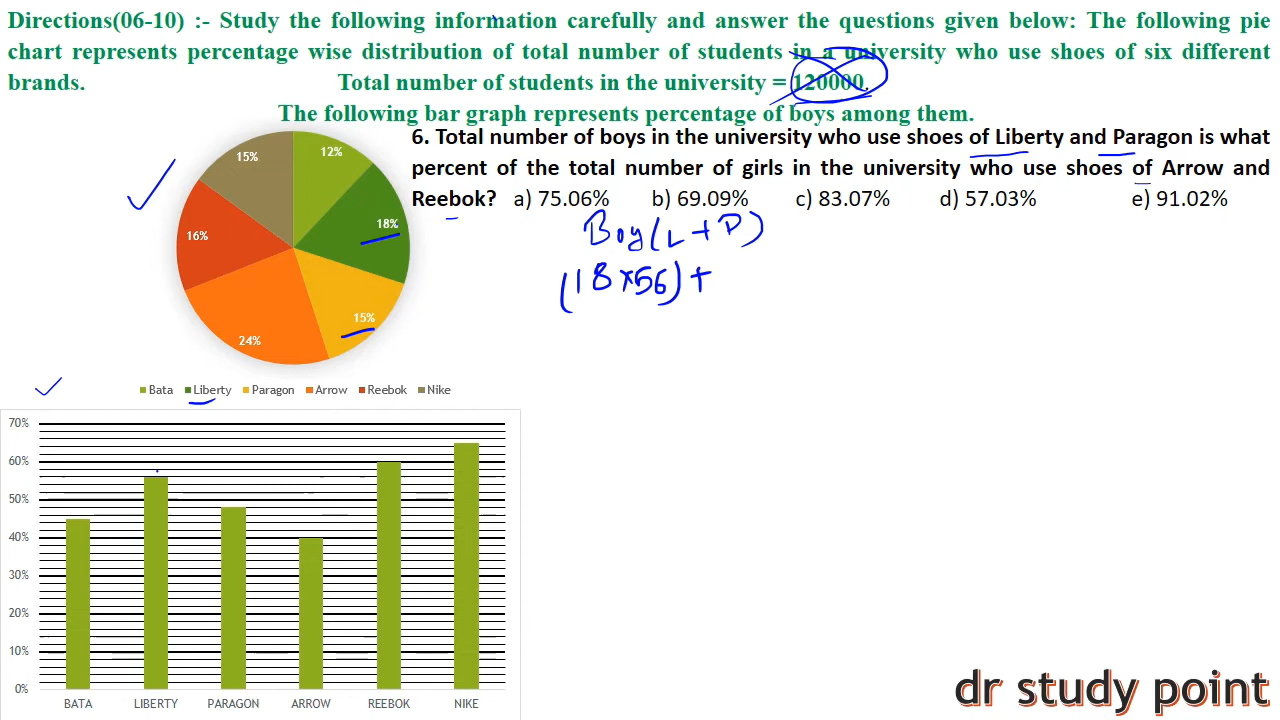 Directions(06-10) :- Study the following information carefully and answer the questions given below: The following pie
chart represents percentage wise distribution of total number of students in a university who use shoes of six different
brands. Total number of students in the university = 120000.
The following bar graph represents percentage of boys among them.
6. Total number of boys in the university who use shoes of Liberty and Paragon is what
percent of the total number of girls in the university who use shoes of Arrow and
Reebok? a) 75.06% b) 69.09% c) 83.07% d) 57.03% e) 91.02%
Boy(L+P)
(18×56)+
15%
12%
18%
16%
15%
24%
Bata Liberty Paragon Arrow Reebok Nike
70%
60%
50%
40%
30%
20%
10%
0%
BATA LIBERTY PARAGON ARROW REEBOK NIKE
dr study point